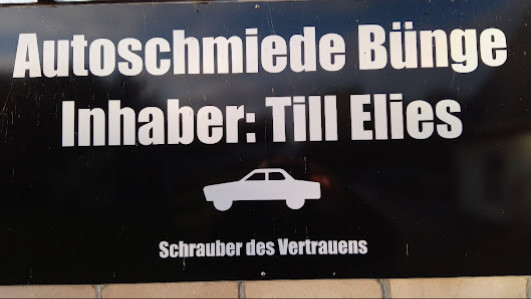 Autoschmiede Bünge
Inhaber: Till Elies
Schrauber des Vertrauens